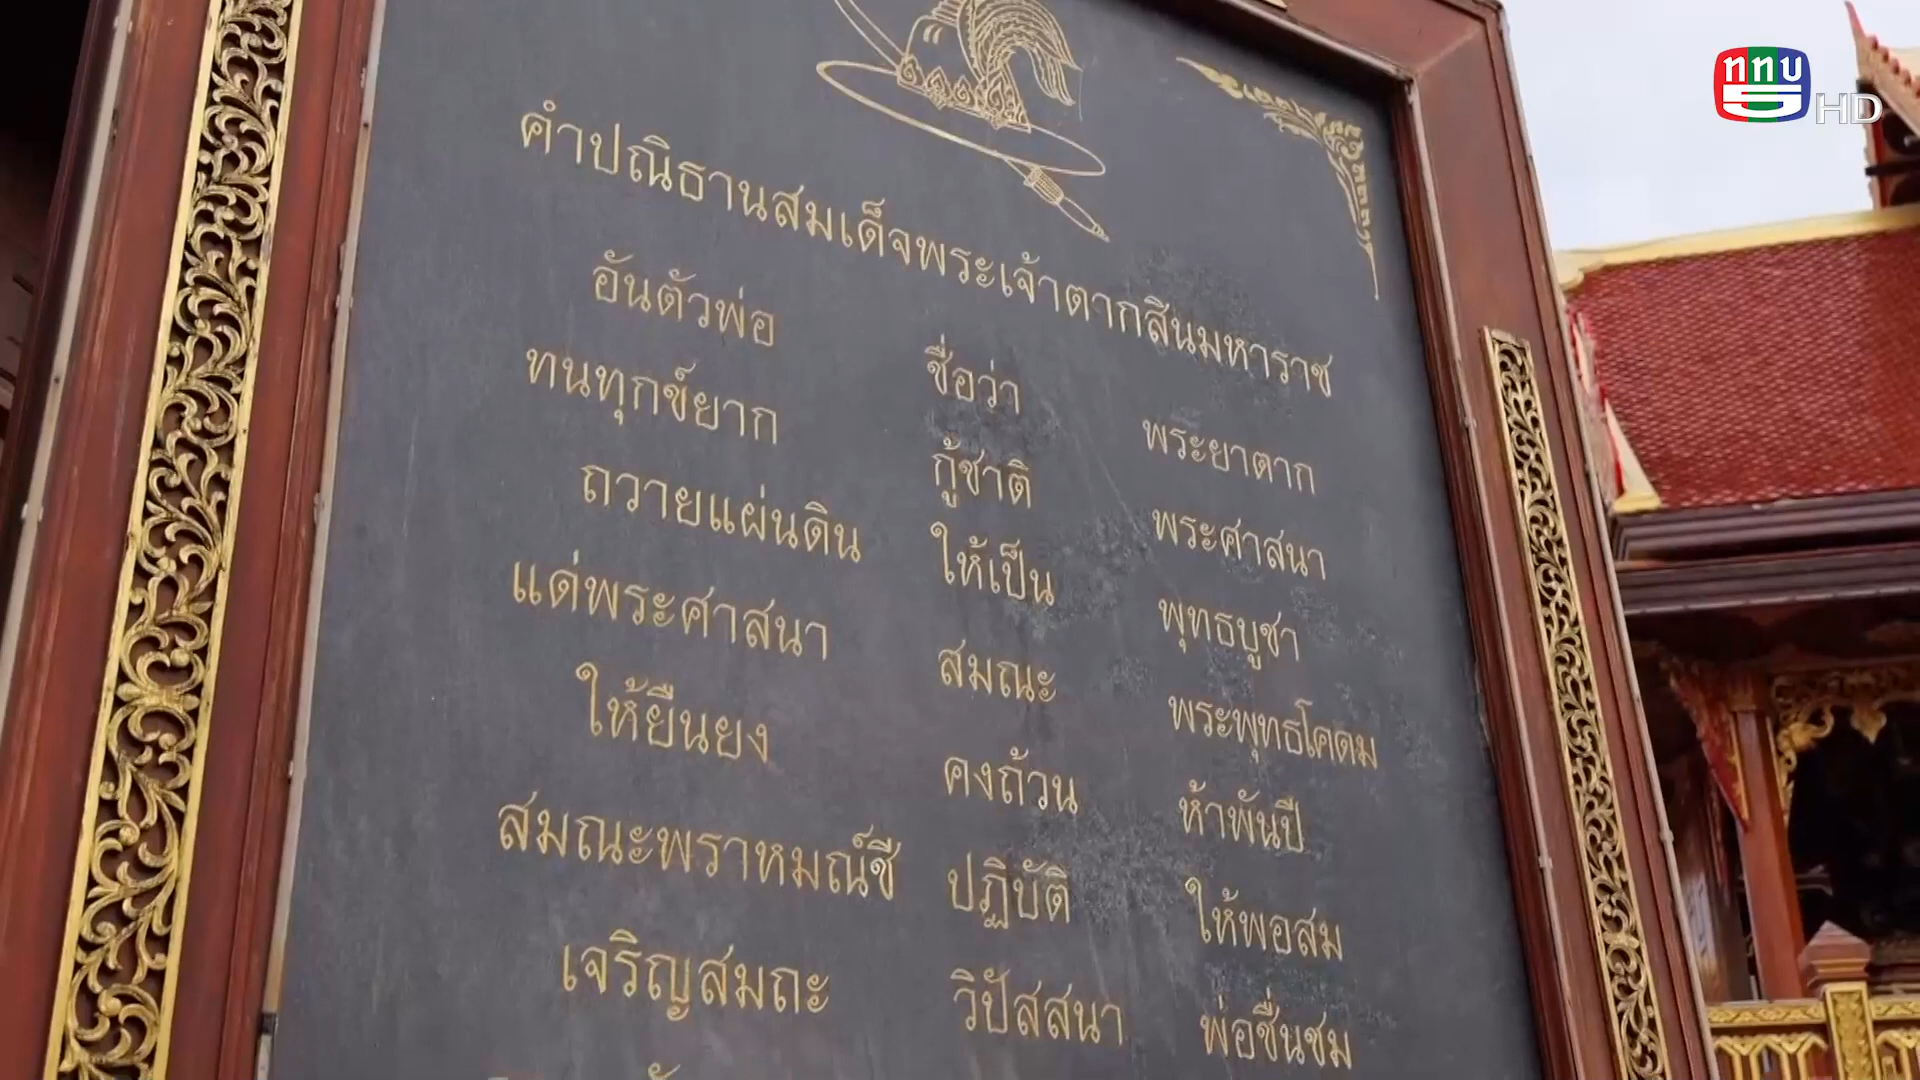 ททบ 5 HD
คำปณิธานสมเด็จพระเจ้าตากสินมหาราช
อันตัวพ่อ ชื่อว่า พระยาตาก
ทนทุกข์ยาก กู้ชาติ พระศาสนา
ถวายแผ่นดิน ให้เป็น พุทธบูชา
แด่พระศาสนา สมณะ พระพุทธโคดม
ให้ยืนยง คงถ้วน ห้าพันปี
สมณะพราหมณ์ชี ปฏิบัติ ให้พอสม
เจริญสมถะ วิปัสสนา พ่อชื่นชม